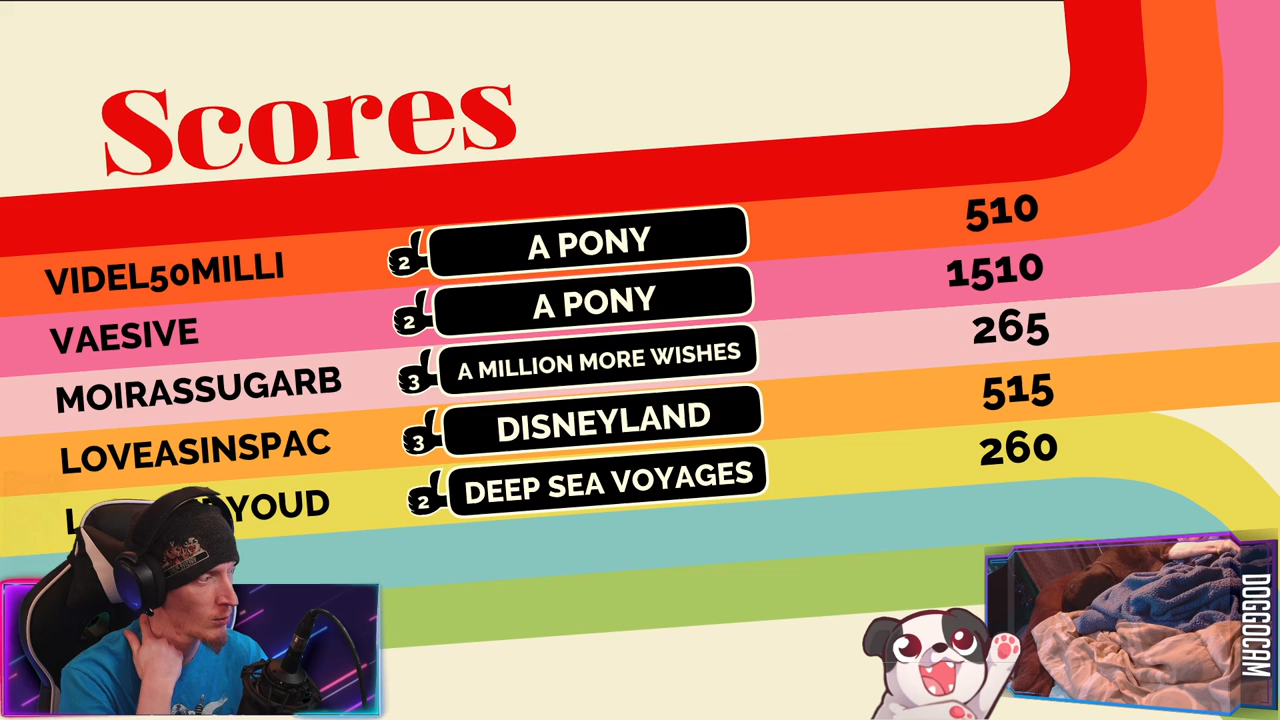 Scores
VIDEL50MILLI 2 A PONY 510
VAESIVE 2 A PONY 1510
MOIRASSUGARB 3 A MILLION MORE WISHES 265
LOVEASINSPAC 3 DISNEYLAND 515
2 DEEP SEA VOYAGES 260
DOGGOCAM